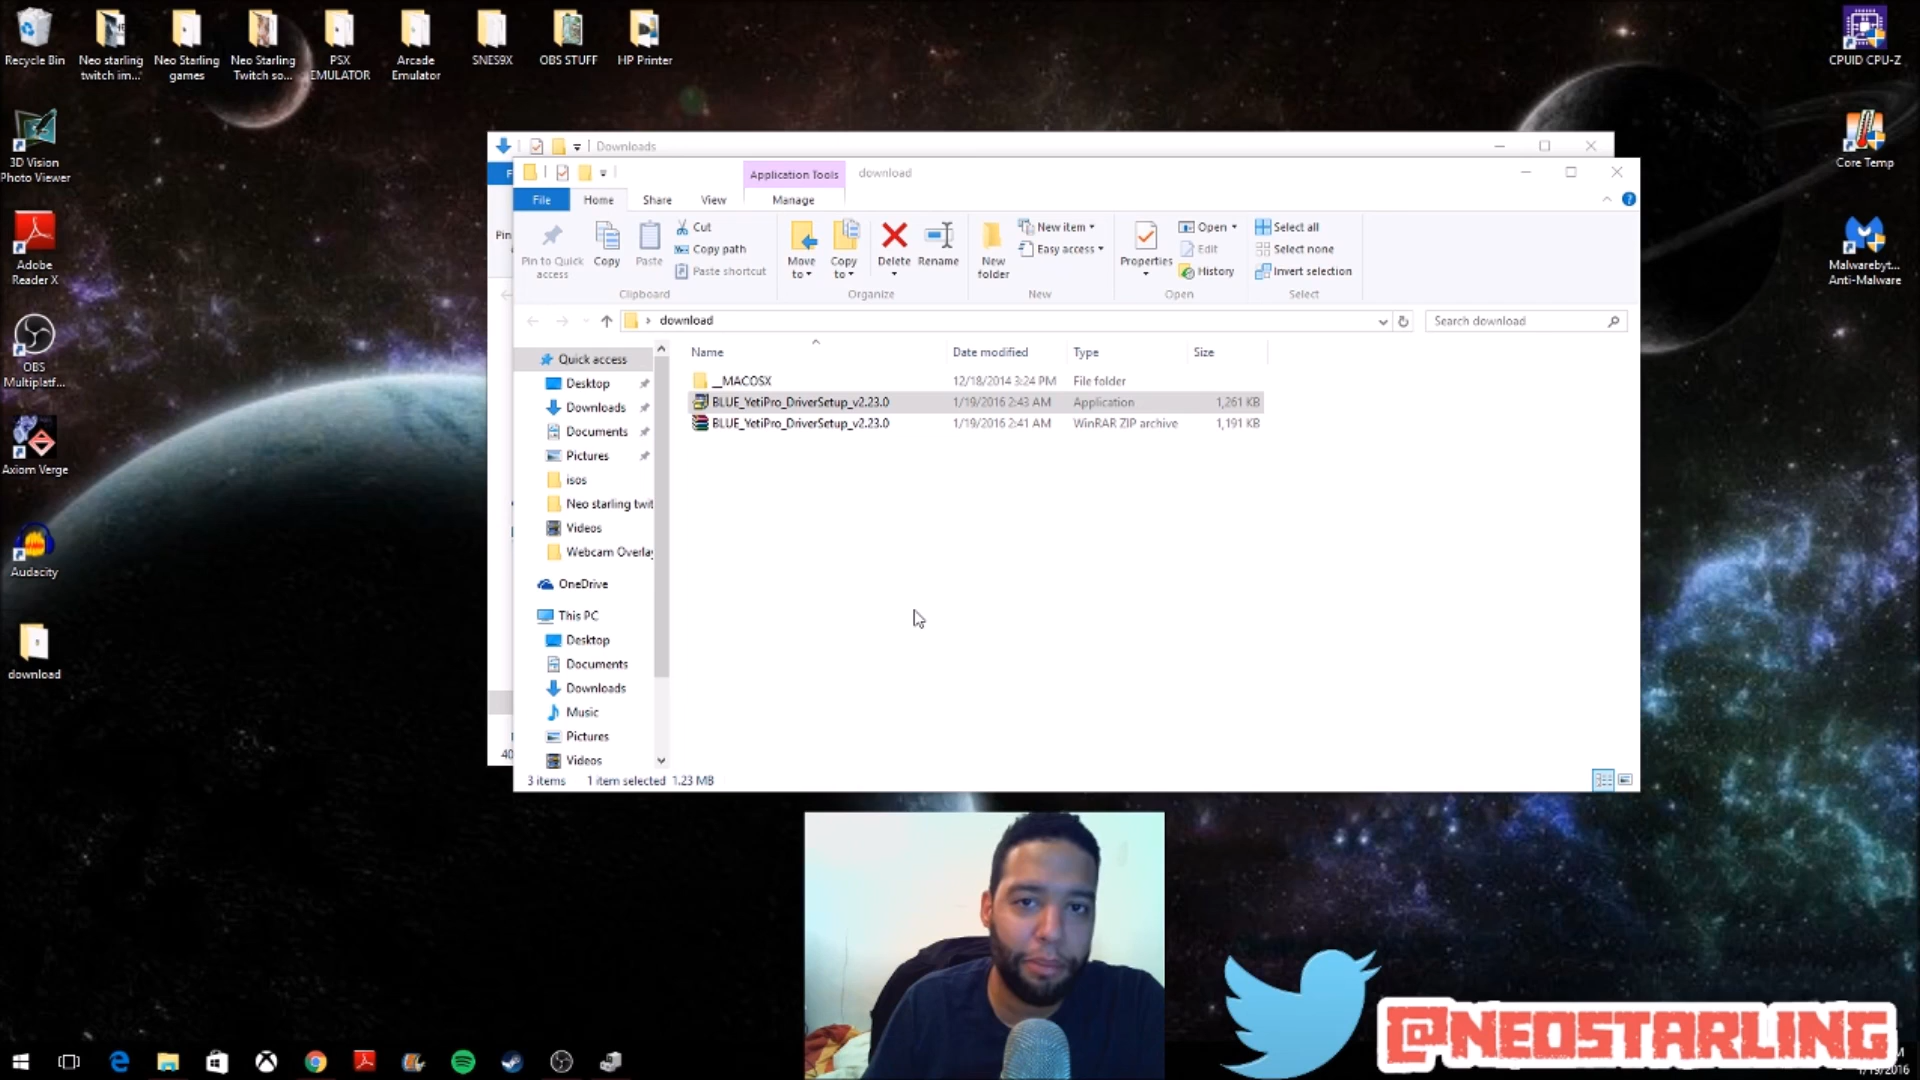 Recycle Bin
Neo starling twitch im...
Neo Starling games
Neo Starling Twitch so...
PSX EMULATOR
Arcade Emulator
SNES9X
OBS STUFF
HP Printer
CPUID CPU-Z
3D Vision Photo Viewer
Core Temp
Adobe Reader X
Malwarebyt... Anti-Malware
OBS Multiplatf...
Axiom Verge
Audacity
download
Downloads
Application Tools
download
File
Home
Share
View
Manage
Pin to Quick access
Copy
Paste
Cut
Copy path
Paste shortcut
Clipboard
Move to
Copy to
Delete
Rename
Organize
New folder
New item
Easy access
New
Properties
Open
Edit
History
Open
Select all
Select none
Invert selection
Select
download
Search download
Quick access
Desktop
Downloads
Documents
Pictures
isos
Neo starling twit
Videos
Webcam Overlay
OneDrive
This PC
Desktop
Documents
Downloads
Music
Pictures
Videos
Name Date modified Type Size
__MACOSX 12/18/2014 3:24 PM File folder
BLUE_YetiPro_DriverSetup_v2.23.0 1/19/2016 2:43 AM Application 1,261 KB
BLUE_YetiPro_DriverSetup_v2.23.0 1/19/2016 2:41 AM WinRAR ZIP archive 1,191 KB
3 items 1 item selected 1.23 MB
@NEOSTARLING
1/19/2016